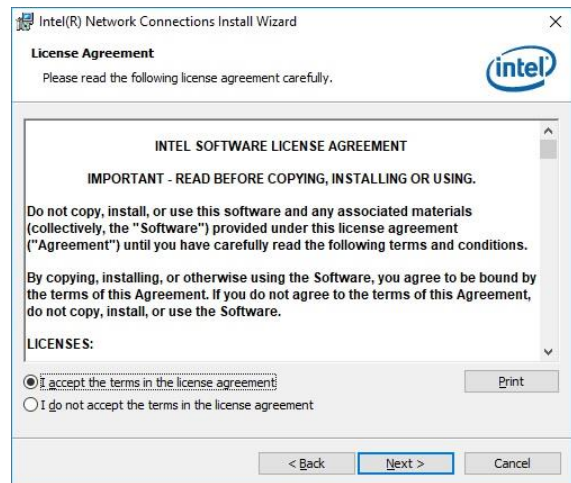 Intel(R) Network Connections Install Wizard
License Agreement
Please read the following license agreement carefully.
intel
INTEL SOFTWARE LICENSE AGREEMENT
IMPORTANT - READ BEFORE COPYING, INSTALLING OR USING.
Do not copy, install, or use this software and any associated materials
(collectively, the "Software") provided under this license agreement
("Agreement") until you have carefully read the following terms and conditions.
By copying, installing, or otherwise using the Software, you agree to be bound by
the terms of this Agreement. If you do not agree to the terms of this Agreement,
do not copy, install, or use the Software.
LICENSES:
I accept the terms in the license agreement
Print
I do not accept the terms in the license agreement
< Back
Next >
Cancel